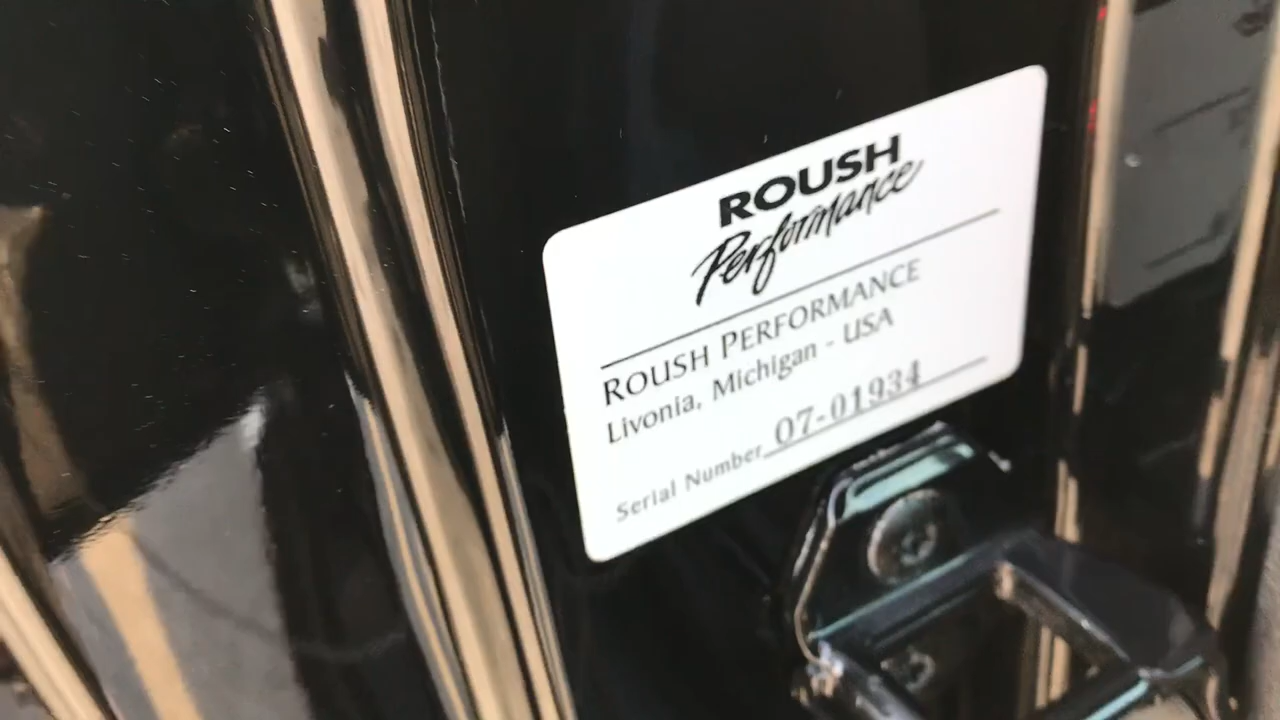 ROUSH
Performance
ROUSH PERFORMANCE
Livonia, Michigan - USA
Serial Number 07-01934